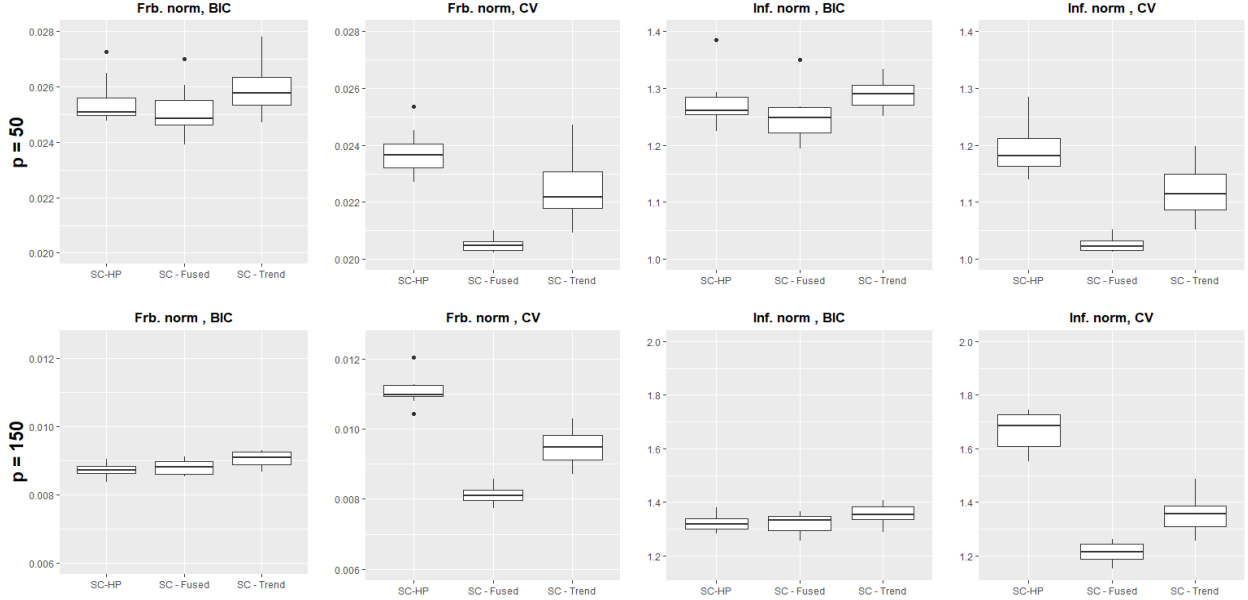 Frb. norm, BIC
Frb. norm, CV
Inf. norm , BIC
Inf. norm , CV
p = 50
0.028
0.026
0.024
0.022
0.020
SC-HP
SC - Fused
SC - Trend
0.028
0.026
0.024
0.022
0.020
SC-HP
SC - Fused
SC - Trend
1.4
1.3
1.2
1.1
1.0
SC-HP
SC - Fused
SC - Trend
1.4
1.3
1.2
1.1
1.0
SC-HP
SC - Fused
SC - Trend
Frb. norm , BIC
Frb. norm , CV
Inf. norm , BIC
Inf. norm, CV
p = 150
0.012
0.010
0.008
0.006
SC-HP
SC - Fused
SC - Trend
0.012
0.010
0.008
0.006
SC-HP
SC - Fused
SC - Trend
2.0
1.8
1.6
1.4
1.2
SC-HP
SC - Fused
SC - Trend
2.0
1.8
1.6
1.4
1.2
SC-HP
SC - Fused
SC - Trend